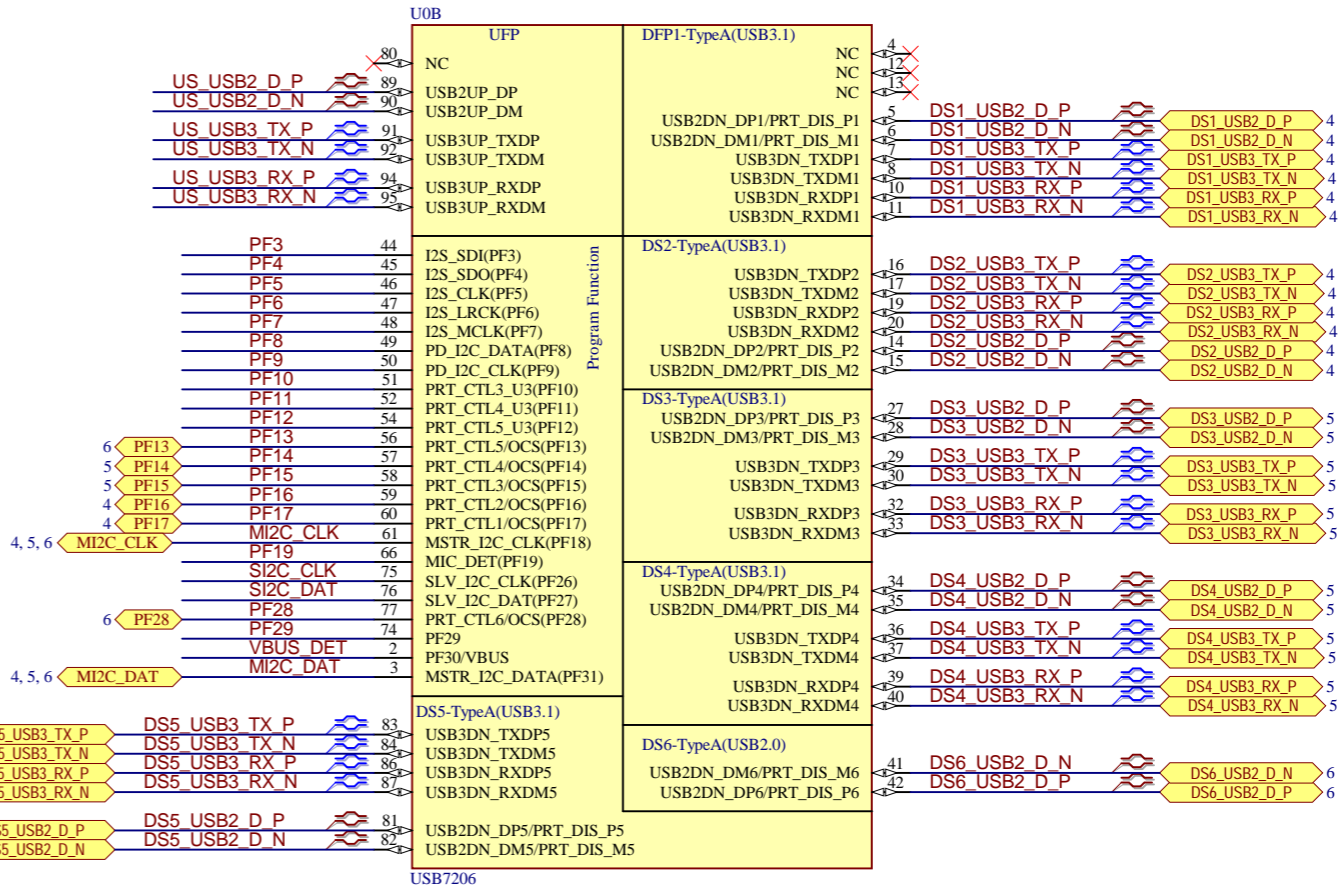 U0B
UFP
DFP1-TypeA(USB3.1)
80 NC
NC 4
NC 12
NC 13
US_USB2_D_P 89 USB2UP_DP
US_USB2_D_N 90 USB2UP_DM
US_USB3_TX_P 91 USB3UP_TXDP
US_USB3_TX_N 92 USB3UP_TXDM
US_USB3_RX_P 94 USB3UP_RXDP
US_USB3_RX_N 95 USB3UP_RXDM
USB2DN_DP1/PRT_DIS_P1 5 DS1_USB2_D_P DS1_USB2_D_P 4
USB2DN_DM1/PRT_DIS_M1 6 DS1_USB2_D_N DS1_USB2_D_N 4
USB3DN_TXDP1 7 DS1_USB3_TX_P DS1_USB3_TX_P 4
USB3DN_TXDM1 8 DS1_USB3_TX_N DS1_USB3_TX_N 4
USB3DN_RXDP1 10 DS1_USB3_RX_P DS1_USB3_RX_P 4
USB3DN_RXDM1 11 DS1_USB3_RX_N DS1_USB3_RX_N 4
Program Function
PF3 44 I2S_SDI(PF3)
PF4 45 I2S_SDO(PF4)
PF5 46 I2S_CLK(PF5)
PF6 47 I2S_LRCK(PF6)
PF7 48 I2S_MCLK(PF7)
PF8 49 PD_I2C_DATA(PF8)
PF9 50 PD_I2C_CLK(PF9)
PF10 51 PRT_CTL3_U3(PF10)
PF11 52 PRT_CTL4_U3(PF11)
PF12 54 PRT_CTL5_U3(PF12)
6 PF13 PF13 56 PRT_CTL5/OCS(PF13)
5 PF14 PF14 57 PRT_CTL4/OCS(PF14)
5 PF15 PF15 58 PRT_CTL3/OCS(PF15)
4 PF16 PF16 59 PRT_CTL2/OCS(PF16)
4 PF17 PF17 60 PRT_CTL1/OCS(PF17)
4, 5, 6 MI2C_CLK MI2C_CLK 61 MSTR_I2C_CLK(PF18)
PF19 66 MIC_DET(PF19)
SI2C_CLK 75 SLV_I2C_CLK(PF26)
SI2C_DAT 76 SLV_I2C_DAT(PF27)
6 PF28 PF28 77 PRT_CTL6/OCS(PF28)
PF29 74 PF29
VBUS_DET 2 PF30/VBUS
4, 5, 6 MI2C_DAT MI2C_DAT 3 MSTR_I2C_DATA(PF31)
DS2-TypeA(USB3.1)
USB3DN_TXDP2 16 DS2_USB3_TX_P DS2_USB3_TX_P 4
USB3DN_TXDM2 17 DS2_USB3_TX_N DS2_USB3_TX_N 4
USB3DN_RXDP2 19 DS2_USB3_RX_P DS2_USB3_RX_P 4
USB3DN_RXDM2 20 DS2_USB3_RX_N DS2_USB3_RX_N 4
USB2DN_DP2/PRT_DIS_P2 14 DS2_USB2_D_P DS2_USB2_D_P 4
USB2DN_DM2/PRT_DIS_M2 15 DS2_USB2_D_N DS2_USB2_D_N 4
DS3-TypeA(USB3.1)
USB2DN_DP3/PRT_DIS_P3 27 DS3_USB2_D_P DS3_USB2_D_P 5
USB2DN_DM3/PRT_DIS_M3 28 DS3_USB2_D_N DS3_USB2_D_N 5
USB3DN_TXDP3 29 DS3_USB3_TX_P DS3_USB3_TX_P 5
USB3DN_TXDM3 30 DS3_USB3_TX_N DS3_USB3_TX_N 5
USB3DN_RXDP3 32 DS3_USB3_RX_P DS3_USB3_RX_P 5
USB3DN_RXDM3 33 DS3_USB3_RX_N DS3_USB3_RX_N 5
DS4-TypeA(USB3.1)
USB2DN_DP4/PRT_DIS_P4 34 DS4_USB2_D_P DS4_USB2_D_P 5
USB2DN_DM4/PRT_DIS_M4 35 DS4_USB2_D_N DS4_USB2_D_N 5
USB3DN_TXDP4 36 DS4_USB3_TX_P DS4_USB3_TX_P 5
USB3DN_TXDM4 37 DS4_USB3_TX_N DS4_USB3_TX_N 5
USB3DN_RXDP4 39 DS4_USB3_RX_P DS4_USB3_RX_P 5
USB3DN_RXDM4 40 DS4_USB3_RX_N DS4_USB3_RX_N 5
DS5-TypeA(USB3.1)
5_USB3_TX_P DS5_USB3_TX_P 83 USB3DN_TXDP5
5_USB3_TX_N DS5_USB3_TX_N 84 USB3DN_TXDM5
5_USB3_RX_P DS5_USB3_RX_P 86 USB3DN_RXDP5
5_USB3_RX_N DS5_USB3_RX_N 87 USB3DN_RXDM5
S5_USB2_D_P DS5_USB2_D_P 81 USB2DN_DP5/PRT_DIS_P5
S5_USB2_D_N DS5_USB2_D_N 82 USB2DN_DM5/PRT_DIS_M5
DS6-TypeA(USB2.0)
USB2DN_DM6/PRT_DIS_M6 41 DS6_USB2_D_N DS6_USB2_D_N 6
USB2DN_DP6/PRT_DIS_P6 42 DS6_USB2_D_P DS6_USB2_D_P 6
USB7206